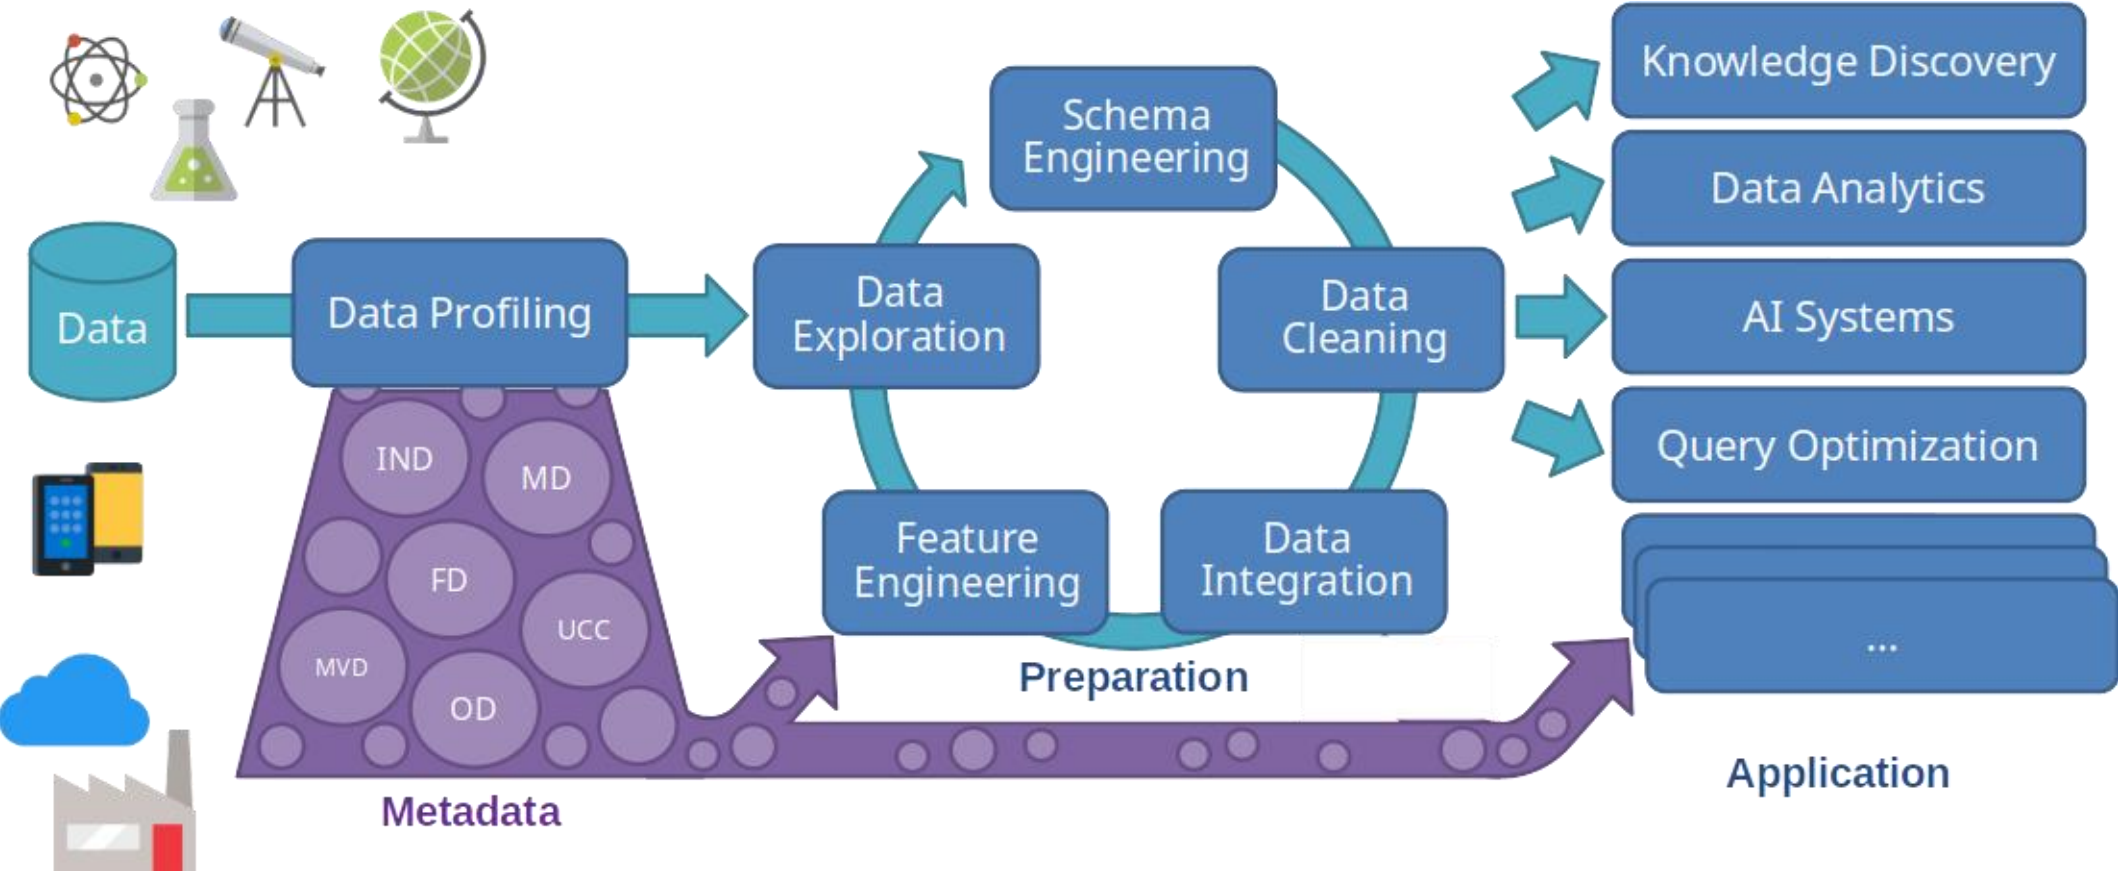 Data
Data Profiling
IND
MD
FD
UCC
MVD
OD
Metadata
Schema
Engineering
Data
Exploration
Data
Cleaning
Feature
Engineering
Data
Integration
Preparation
Knowledge Discovery
Data Analytics
AI Systems
Query Optimization
...
Application